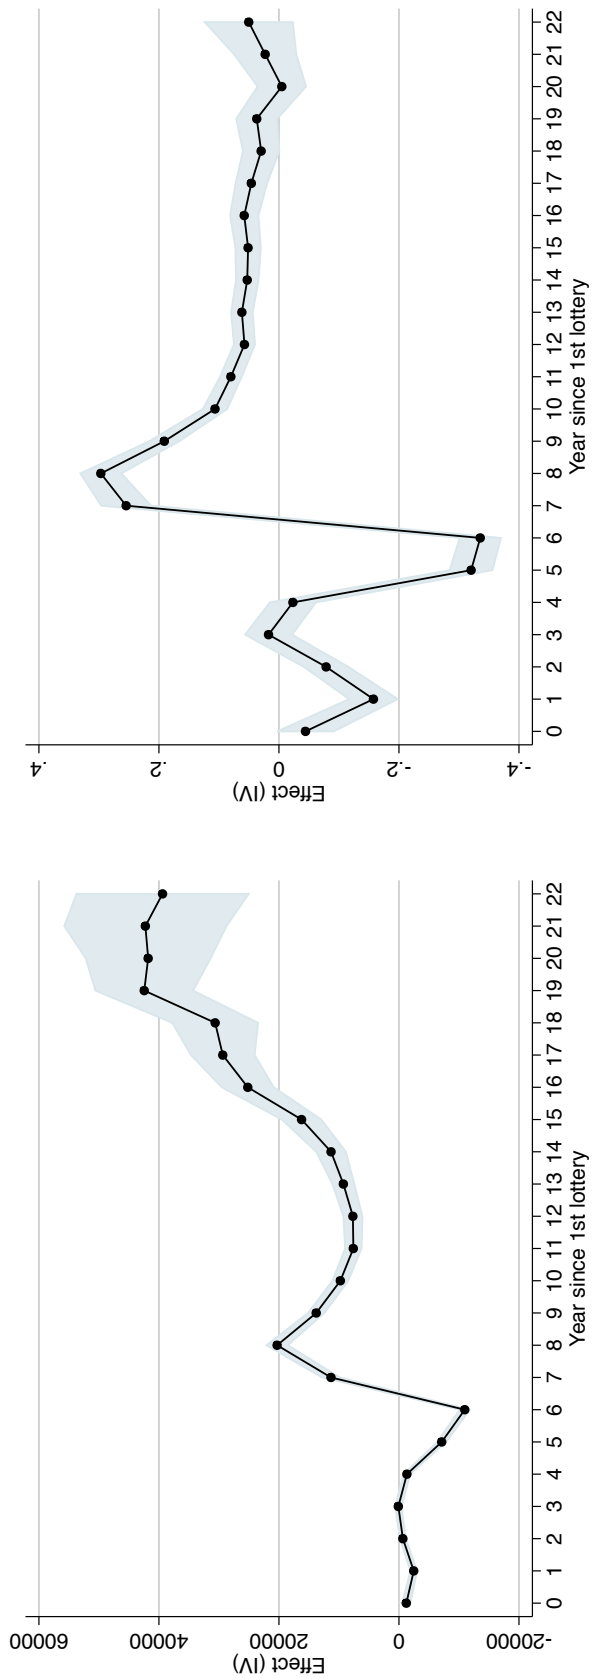 Effect (IV)
60000
40000
20000
0
-20000
0 1 2 3 4 5 6 7 8 9 10 11 12 13 14 15 16 17 18 19 20 21 22
Year since 1st lottery
Effect (IV)
.4
.2
0
-.2
-.4
0 1 2 3 4 5 6 7 8 9 10 11 12 13 14 15 16 17 18 19 20 21 22
Year since 1st lottery